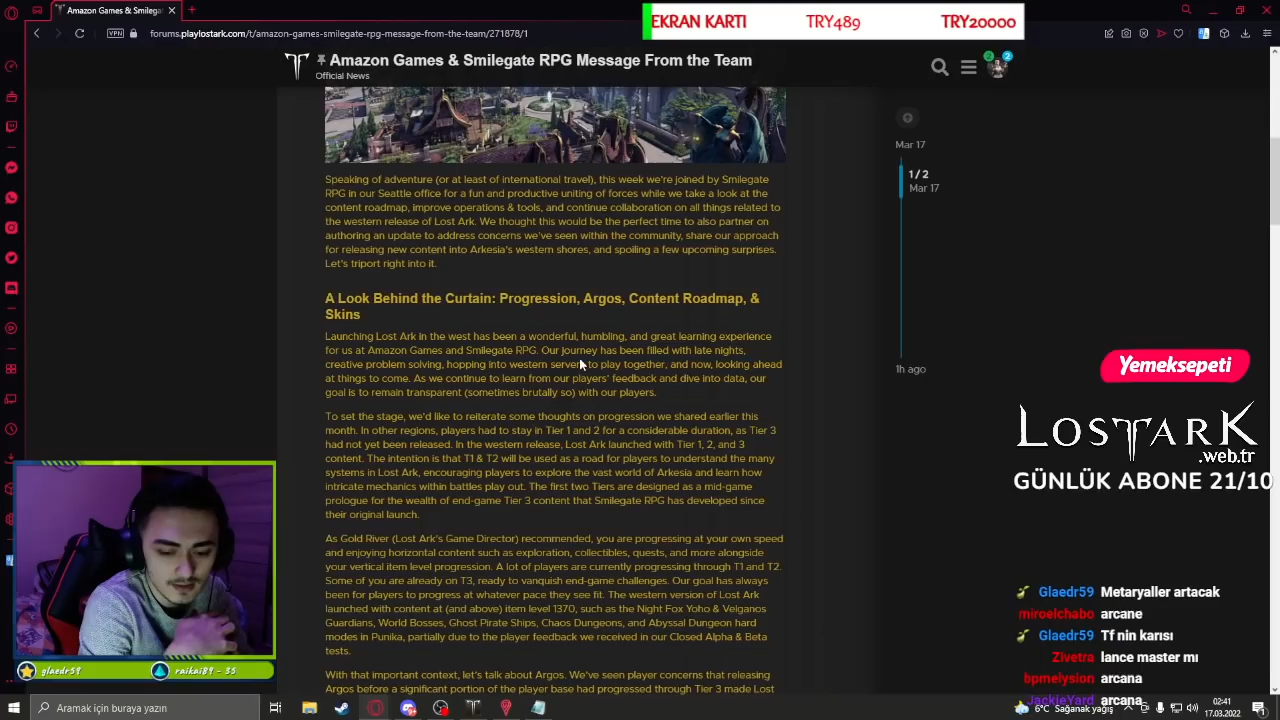 Amazon Games & Smilegate
EKRAN KARTI TRY489 TRY20000
VPN forums.playlostark.com/t/amazon-games-smilegate-rpg-message-from-the-team/271878/1
Amazon Games & Smilegate RPG Message From the Team
Official News
2 2
Speaking of adventure (or at least of international travel), this week we're joined by Smilegate
RPG in our Seattle office for a fun and productive uniting of forces while we take a look at the
content roadmap, improve operations & tools, and continue collaboration on all things related to
the western release of Lost Ark. We thought this would be the perfect time to also partner on
authoring an update to address concerns we've seen within the community, share our approach
for releasing new content into Arkesia's western shores, and spoiling a few upcoming surprises.
Let's triport right into it.
A Look Behind the Curtain: Progression, Argos, Content Roadmap, &
Skins
Launching Lost Ark in the west has been a wonderful, humbling, and great learning experience
for us at Amazon Games and Smilegate RPG. Our journey has been filled with late nights,
creative problem solving, hopping into western servers to play together, and now, looking ahead
at things to come. As we continue to learn from our players' feedback and dive into data, our
goal is to remain transparent (sometimes brutally so) with our players.
To set the stage, we'd like to reiterate some thoughts on progression we shared earlier this
month. In other regions, players had to stay in Tier 1 and 2 for a considerable duration, as Tier 3
had not yet been released. In the western release, Lost Ark launched with Tier 1, 2, and 3
content. The intention is that T1 & T2 will be used as a road for players to understand the many
systems in Lost Ark, encouraging players to explore the vast world of Arkesia and learn how
intricate mechanics within battles play out. The first two Tiers are designed as a mid-game
prologue for the wealth of end-game Tier 3 content that Smilegate RPG has developed since
their original launch.
As Gold River (Lost Ark's Game Director) recommended, you are progressing at your own speed
and enjoying horizontal content such as exploration, collectibles, quests, and more alongside
your vertical item level progression. A lot of players are currently progressing through T1 and T2.
Some of you are already on T3, ready to vanquish end-game challenges. Our goal has always
been for players to progress at whatever pace they see fit. The western version of Lost Ark
launched with content at (and above) item level 1370, such as the Night Fox Yoho & Velganos
Guardians, World Bosses, Ghost Pirate Ships, Chaos Dungeons, and Abyssal Dungeon hard
modes in Punika, partially due to the player feedback we received in our Closed Alpha & Beta
tests.
With that important context, let's talk about Argos. We've seen player concerns that releasing
Argos before a significant portion of the player base had progressed through Tier 3 made Lost
Mar 17
1 / 2
Mar 17
1h ago
Yemeksepeti
LOSTARK
.web.tr
GÜNLÜK ABONE 21/10
Glaedr59 Metaryaller artacak
miroelchabo arcane
Glaedr59 Tf nin karısı
Zivetra lance master mı
bpmelysion arcana
JackleYard arcana
glaedr59 raikai89 - 35
Aramak için buraya yazın
6°C Sağanak yağış
02:41
17.03.2022
1